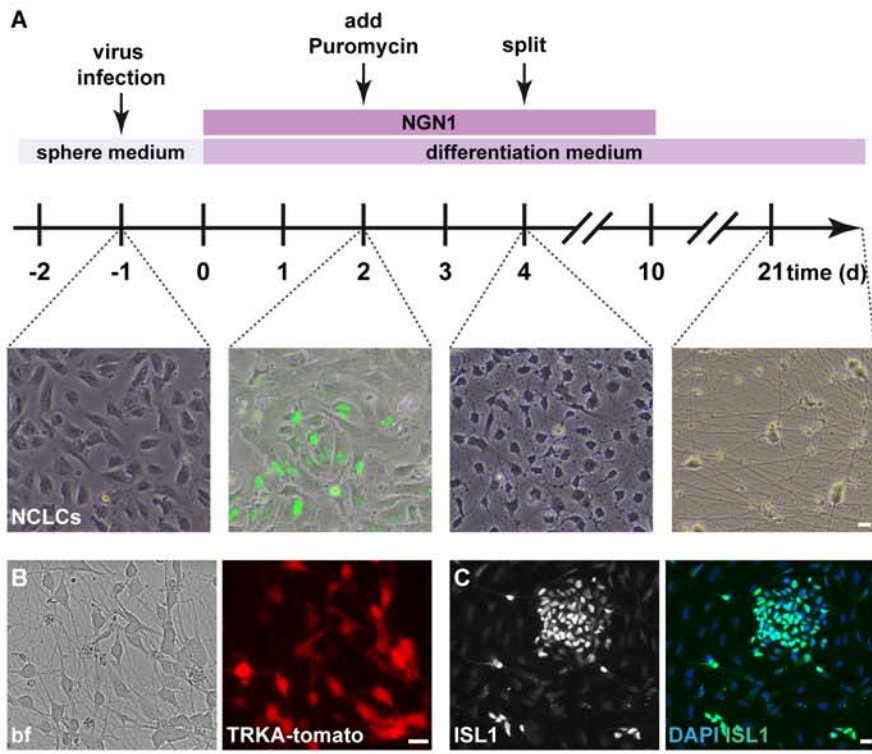 A
virus
infection
add
Puromycin
split
NGN1
sphere medium
differentiation medium
-2 -1 0 1 2 3 4 10 21 time (d)
NCLCs
B
bf
TRKA-tomato
C
ISL1
DAPI ISL1